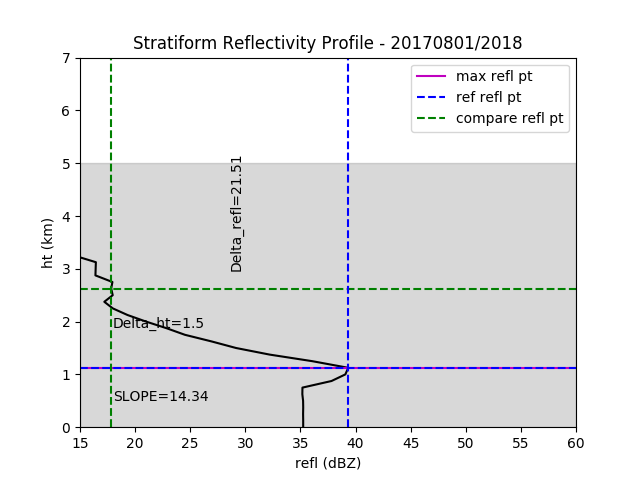 Stratiform Reflectivity Profile - 20170801/2018
max refl pt
ref refl pt
compare refl pt
7
6
5
4
3
2
1
0
ht (km)
Delta_refl=21.51
Delta_ht=1.5
SLOPE=14.34
15
20
25
30
35
40
45
50
55
60
refl (dBZ)